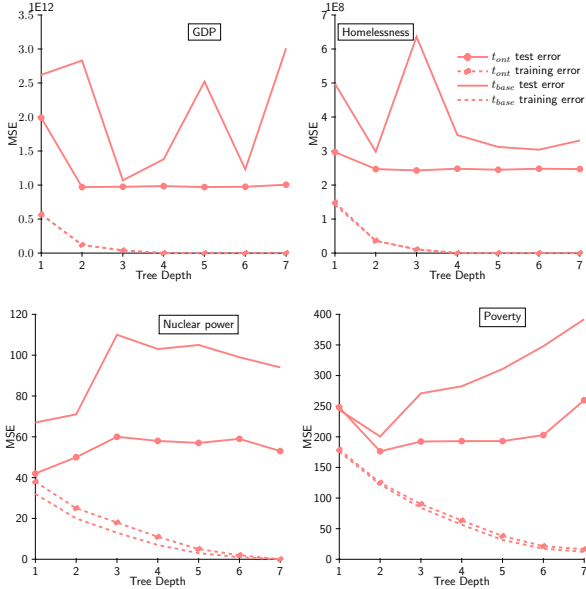 1E12
GDP
3.5
3.0
2.5
2.0
1.5
1.0
0.5
0.0
MSE
1 2 3 4 5 6 7
Tree Depth
1E8
Homelessness
t_ont test error
t_ont training error
t_base test error
t_base training error
8
6
4
2
0
MSE
1 2 3 4 5 6 7
Tree Depth
Nuclear power
120
100
80
60
40
20
0
MSE
1 2 3 4 5 6 7
Tree Depth
Poverty
400
350
300
250
200
150
100
50
0
MSE
1 2 3 4 5 6 7
Tree Depth